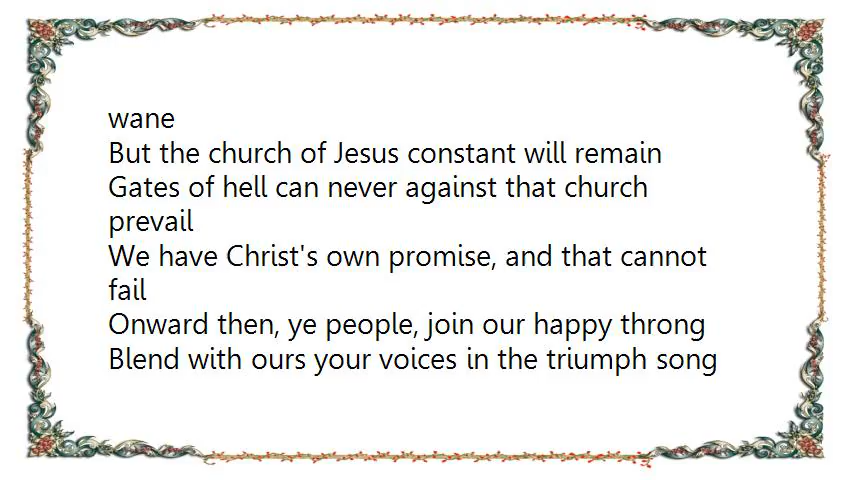 wane
But the church of Jesus constant will remain
Gates of hell can never against that church
prevail
We have Christ's own promise, and that cannot
fail
Onward then, ye people, join our happy throng
Blend with ours your voices in the triumph song